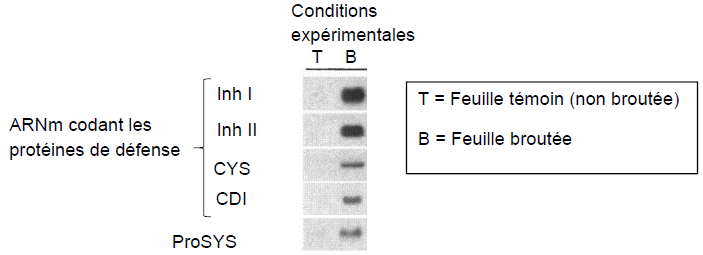 Conditions
expérimentales
T B
Inh I
Inh II
CYS
CDI
ProSYS
ARNm codant les
protéines de défense
T = Feuille témoin (non broutée)
B = Feuille broutée